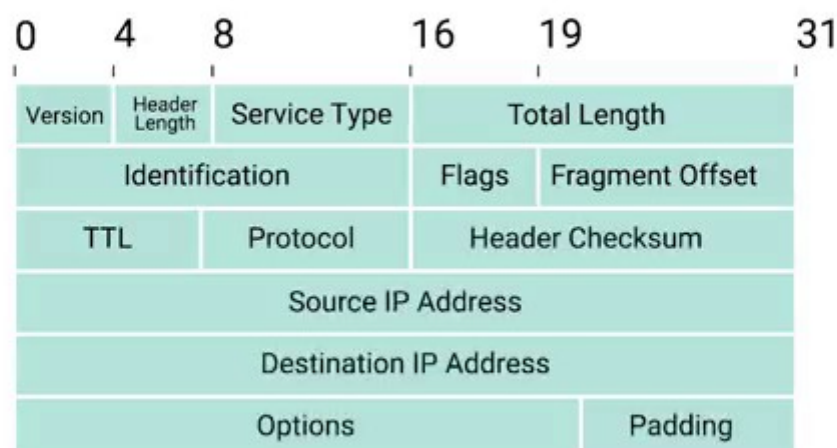 0 4 8 16 19 31
Version Header Length Service Type Total Length
Identification Flags Fragment Offset
TTL Protocol Header Checksum
Source IP Address
Destination IP Address
Options Padding